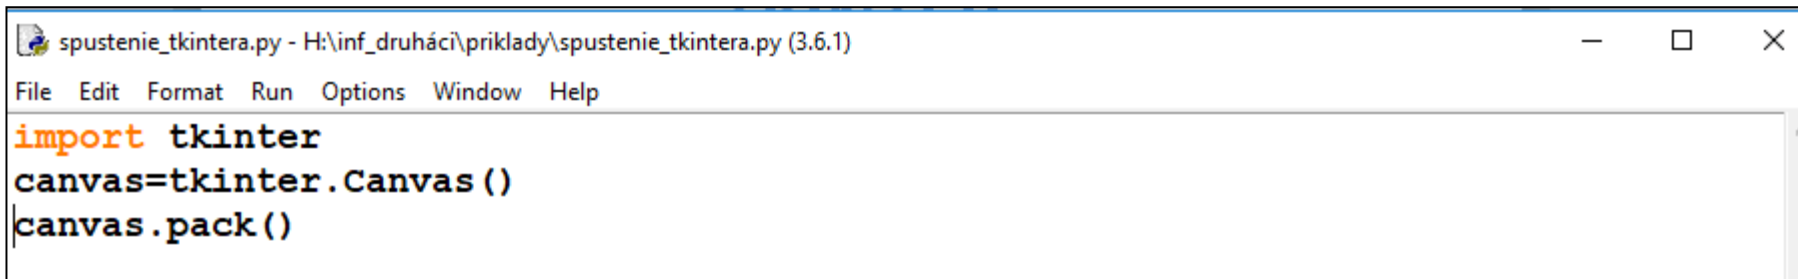 spustenie_tkintera.py - H:\inf_druháci\priklady\spustenie_tkintera.py (3.6.1)
File Edit Format Run Options Window Help
import tkinter
canvas=tkinter.Canvas()
canvas.pack()